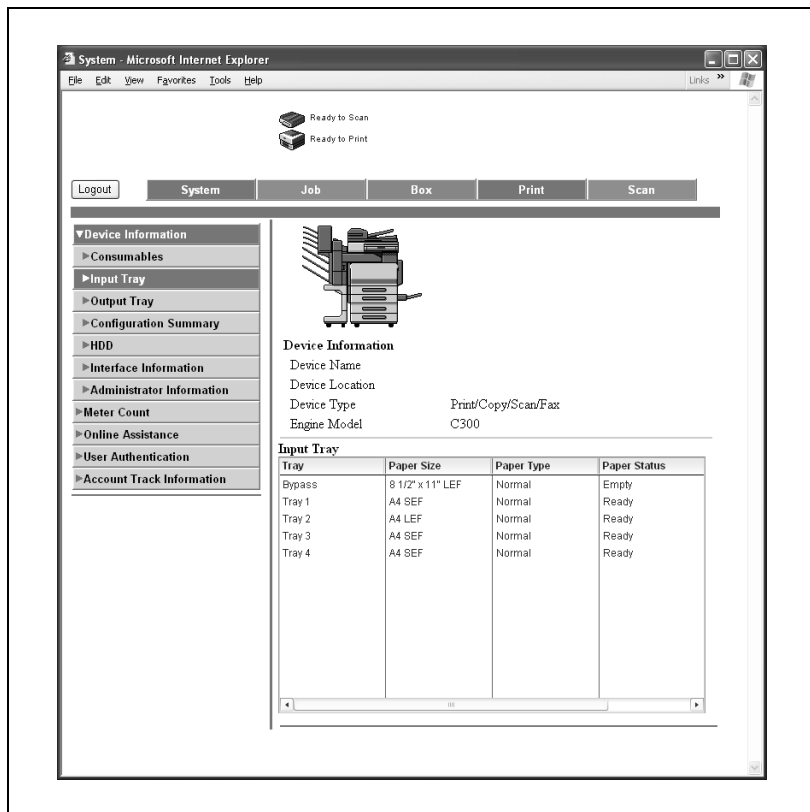 System - Microsoft Internet Explorer
File Edit View Favorites Tools Help
Links »
Ready to Scan
Ready to Print
Logout
System Job Box Print Scan
▼Device Information
▶Consumables
▶Input Tray
▶Output Tray
▶Configuration Summary
▶HDD
▶Interface Information
▶Administrator Information
▶Meter Count
▶Online Assistance
▶User Authentication
▶Account Track Information
Device Information
Device Name
Device Location
Device Type Print/Copy/Scan/Fax
Engine Model C300
Input Tray
Tray Paper Size Paper Type Paper Status
Bypass 8 1/2" x 11" LEF Normal Empty
Tray 1 A4 SEF Normal Ready
Tray 2 A4 LEF Normal Ready
Tray 3 A4 SEF Normal Ready
Tray 4 A4 SEF Normal Ready